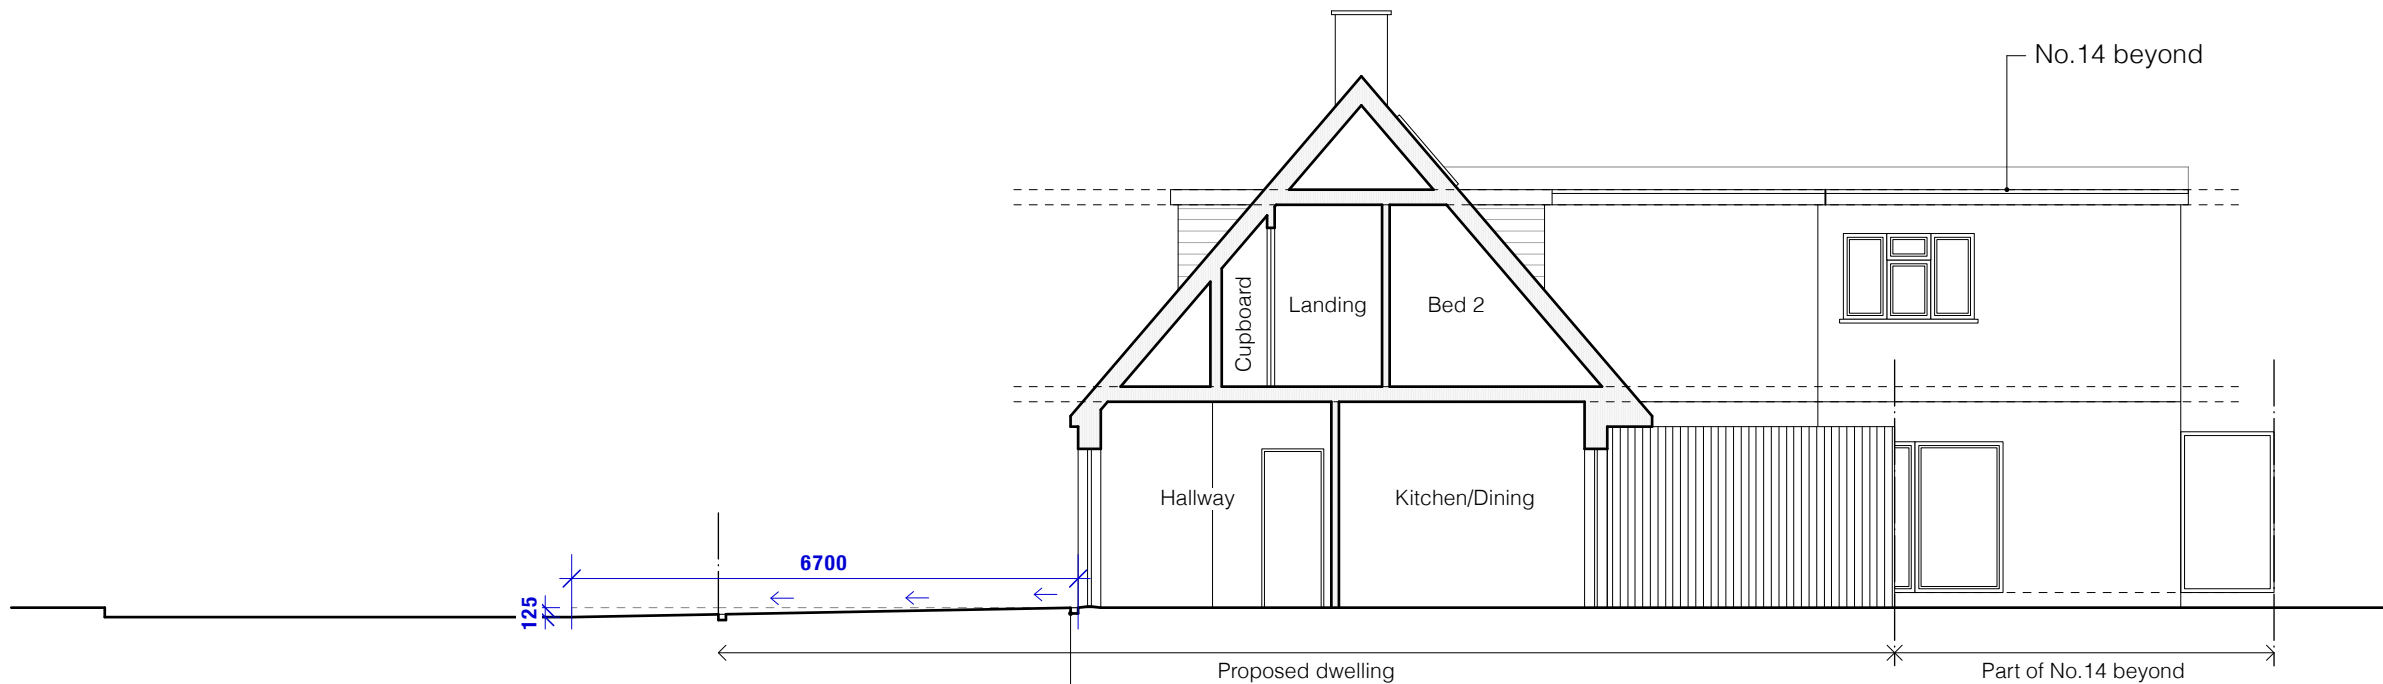 No.14 beyond
Cupboard
Landing
Bed 2
Hallway
Kitchen/Dining
6700
125
Proposed dwelling
Part of No.14 beyond